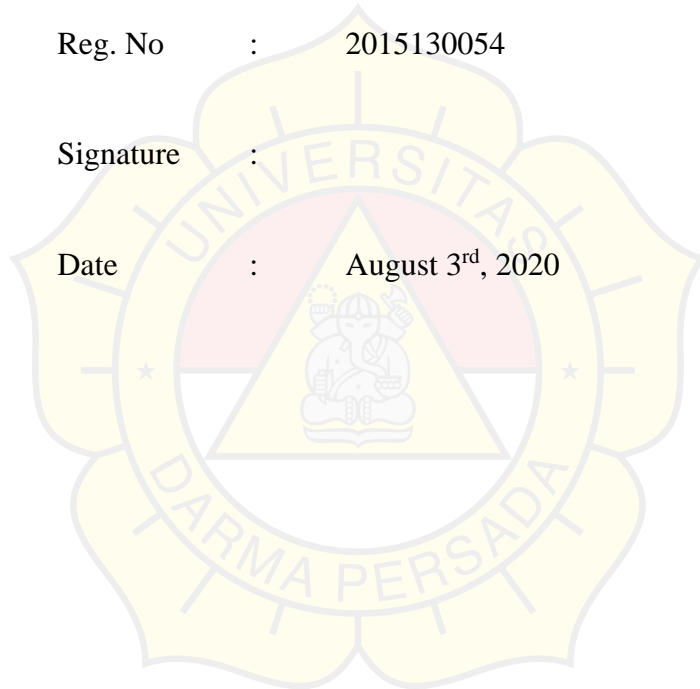 Reg. No : 2015130054
Signature :
Date : August 3rd, 2020
UNIVERSITAS
DARMA PERSADA